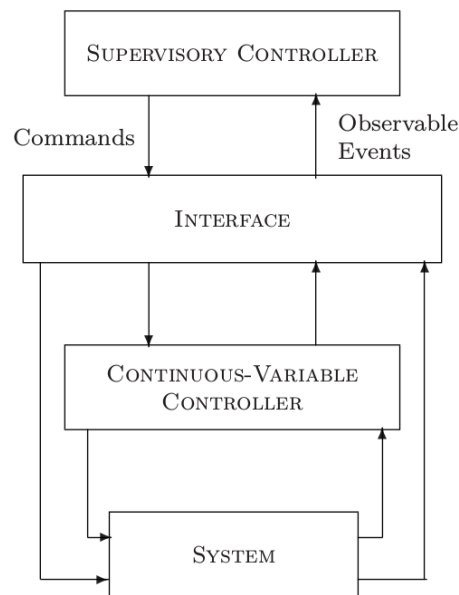 SUPERVISORY CONTROLLER
Commands
Observable
Events
INTERFACE
CONTINUOUS-VARIABLE
CONTROLLER
SYSTEM